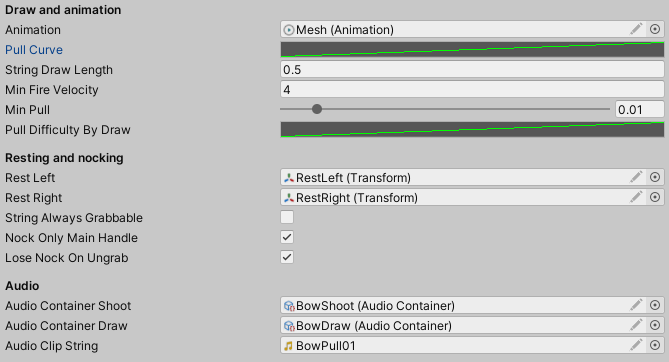 Draw and animation
Animation Mesh (Animation)
Pull Curve
String Draw Length 0.5
Min Fire Velocity 4
Min Pull 0.01
Pull Difficulty By Draw
Resting and nocking
Rest Left RestLeft (Transform)
Rest Right RestRight (Transform)
String Always Grabbable
Nock Only Main Handle
Lose Nock On Ungrab
Audio
Audio Container Shoot BowShoot (Audio Container)
Audio Container Draw BowDraw (Audio Container)
Audio Clip String BowPull01